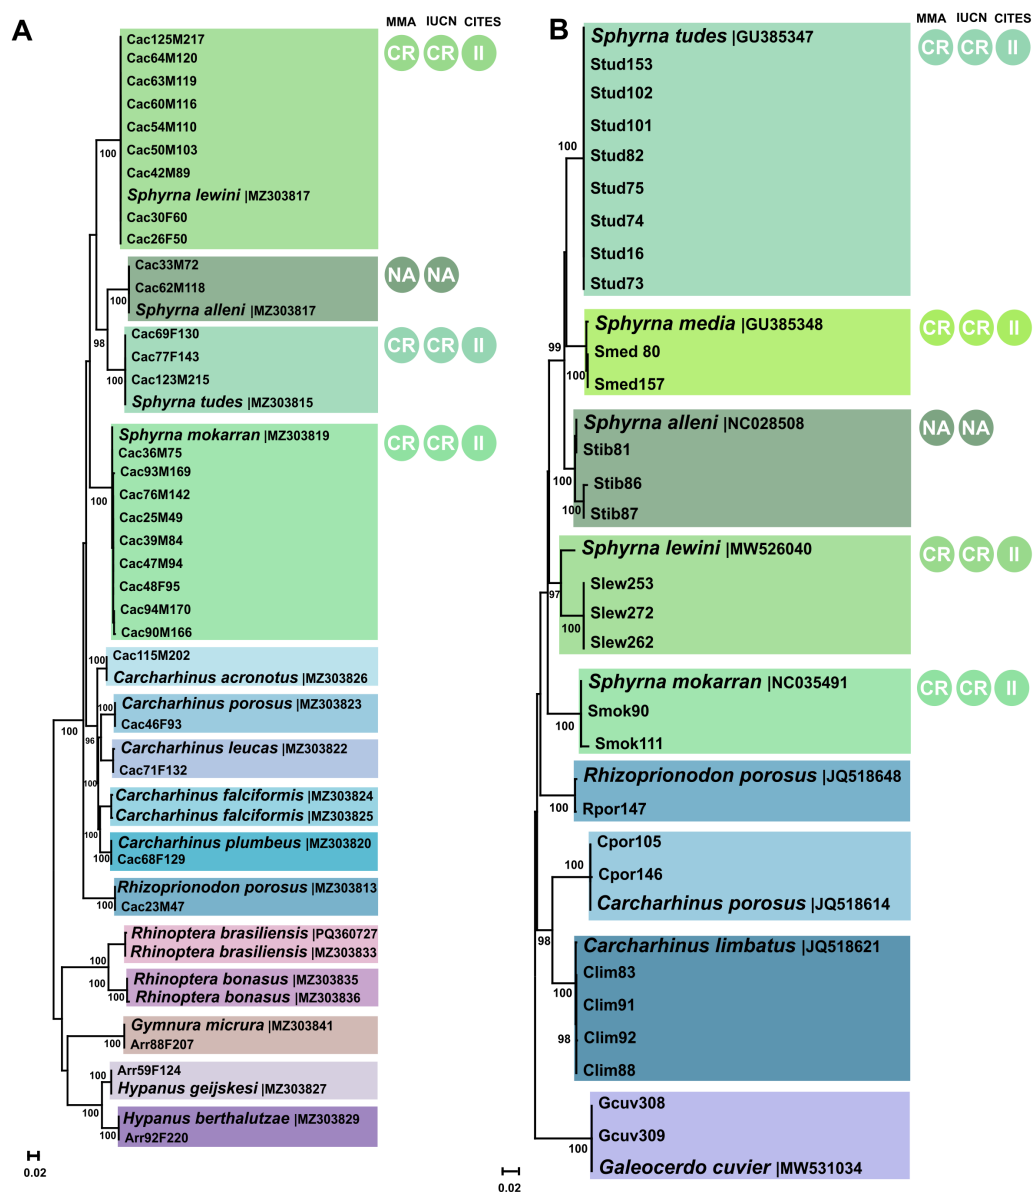 A
MMA IUCN CITES
Cac125M217
CR CR II
Cac64M120
Cac63M119
Cac60M116
Cac54M110
Cac50M103
Cac42M89
100
Sphyrna lewini |MZ303817
Cac30F60
Cac26F50
Cac33M72
NA NA
Cac62M118
100
Sphyrna alleni |MZ303817
98
Cac69F130
CR CR II
Cac77F143
Cac123M215
100
Sphyrna tudes |MZ303815
Sphyrna mokarran |MZ303819
CR CR II
Cac36M75
Cac93M169
Cac76M142
100
Cac25M49
Cac39M84
Cac47M94
Cac48F95
Cac94M170
Cac90M166
Cac115M202
100
Carcharhinus acronotus |MZ303826
Carcharhinus porosus |MZ303823
100
Cac46F93
100
96
Carcharhinus leucas |MZ303822
Cac71F132
100
Carcharhinus falciformis |MZ303824
100
Carcharhinus falciformis |MZ303825
100
Carcharhinus plumbeus |MZ303820
100
Cac68F129
Rhizoprionodon porosus |MZ303813
100
Cac23M47
Rhinoptera brasiliensis |PQ360727
Rhinoptera brasiliensis |MZ303833
100
Rhinoptera bonasus |MZ303835
100
Rhinoptera bonasus |MZ303836
Gymnura micrura |MZ303841
100
Arr88F207
Arr59F124
100
Hypanus geijskesi |MZ303827
100
Hypanus berthalutzae |MZ303829
100
Arr92F220
0.02
B
MMA IUCN CITES
Sphyrna tudes |GU385347
CR CR II
Stud153
Stud102
Stud101
100
Stud82
Stud75
Stud74
Stud16
Stud73
Sphyrna media |GU385348
CR CR II
99
Smed 80
100
Smed157
Sphyrna alleni |NC028508
NA NA
Stib81
100
Stib86
100
Stib87
Sphyrna lewini |MW526040
CR CR II
97
Slew253
Slew272
100
Slew262
Sphyrna mokarran |NC035491
CR CR II
Smok90
100
Smok111
Rhizoprionodon porosus |JQ518648
100
Rpor147
Cpor105
100
Cpor146
Carcharhinus porosus |JQ518614
98
Carcharhinus limbatus |JQ518621
Clim83
100
Clim91
98
Clim92
Clim88
Gcuv308
Gcuv309
100
Galeocerdo cuvier |MW531034
0.02